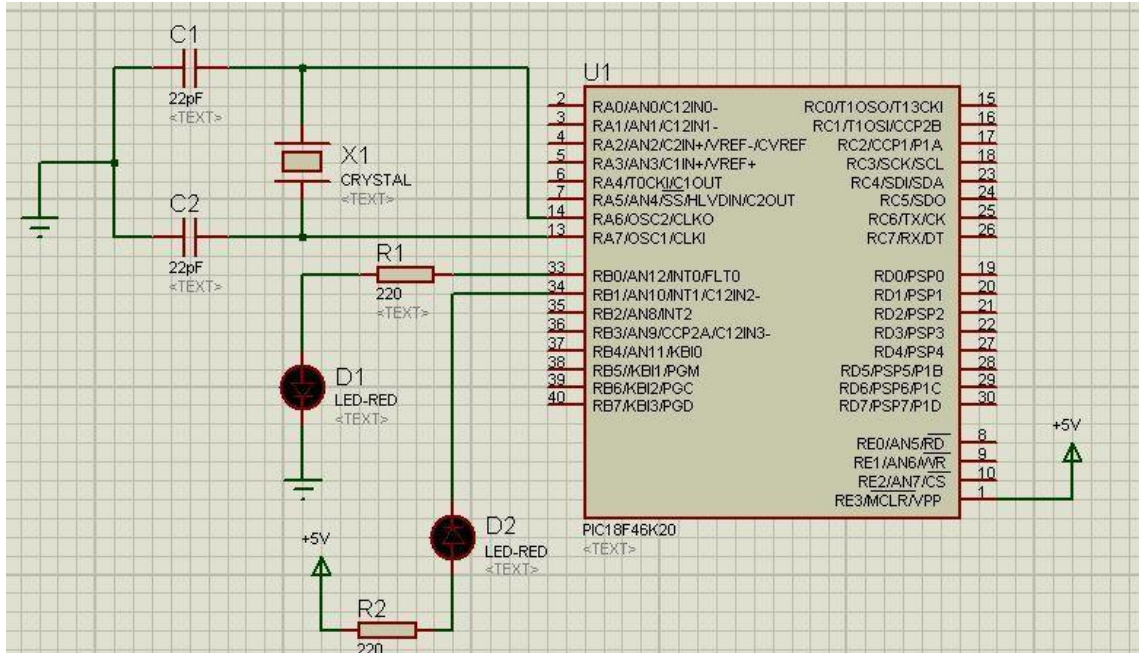 C1
22pF
<TEXT>
X1
CRYSTAL
<TEXT>
C2
22pF
<TEXT>
R1
220
<TEXT>
D1
LED-RED
<TEXT>
D2
LED-RED
<TEXT>
+5V
R2
220
U1
2 RA0/AN0/C12IN0-
3 RA1/AN1/C12IN1-
4 RA2/AN2/C2IN+/VREF-/CVREF
5 RA3/AN3/C1IN+/VREF+
6 RA4/T0CKI/C1OUT
7 RA5/AN4/SS/HLVDIN/C2OUT
14 RA6/OSC2/CLKO
13 RA7/OSC1/CLKI
33 RB0/AN12/INT0/FLT0
34 RB1/AN10/INT1/C12IN2-
35 RB2/AN8/INT2
36 RB3/AN9/CCP2A/C12IN3-
37 RB4/AN11/KBI0
38 RB5//KBI1/PGM
39 RB6/KBI2/PGC
40 RB7/KBI3/PGD
RC0/T1OSO/T13CKI 15
RC1/T1OSI/CCP2B 16
RC2/CCP1/P1A 17
RC3/SCK/SCL 18
RC4/SDI/SDA 23
RC5/SDO 24
RC6/TX/CK 25
RC7/RX/DT 26
RD0/PSP0 19
RD1/PSP1 20
RD2/PSP2 21
RD3/PSP3 22
RD4/PSP4 27
RD5/PSP5/P1B 28
RD6/PSP6/P1C 29
RD7/PSP7/P1D 30
RE0/AN5/RD 8
RE1/AN6/WR 9
RE2/AN7/CS 10
RE3/MCLR/VPP 1
+5V
PIC18F46K20
<TEXT>